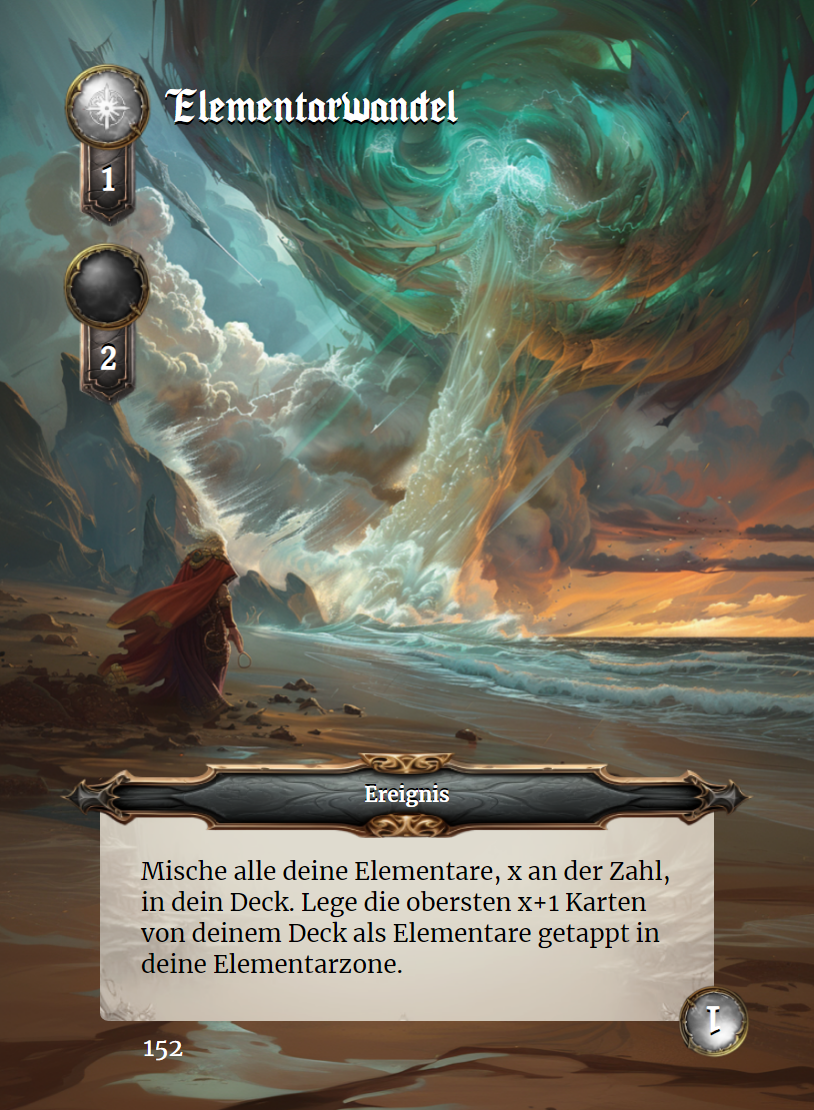 Elementarwandel
1
2
Ereignis
Mische alle deine Elementare, x an der Zahl,
in dein Deck. Lege die obersten x+1 Karten
von deinem Deck als Elementare getappt in
deine Elementarzone.
1
152